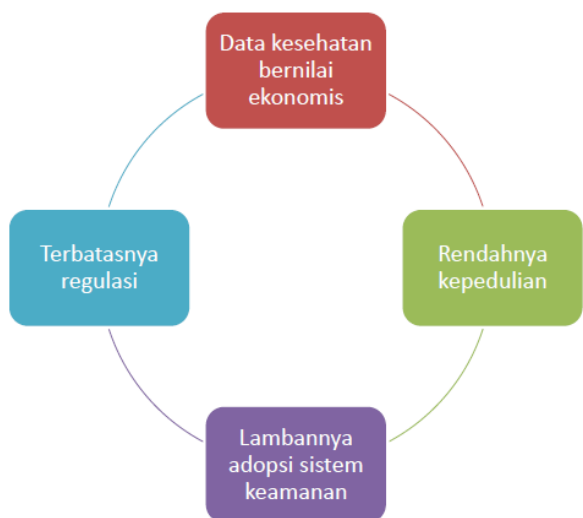 Data kesehatan
bernilai
ekonomis
Terbatasnya
regulasi
Rendahnya
kepedulian
Lambannya
adopsi sistem
keamanan